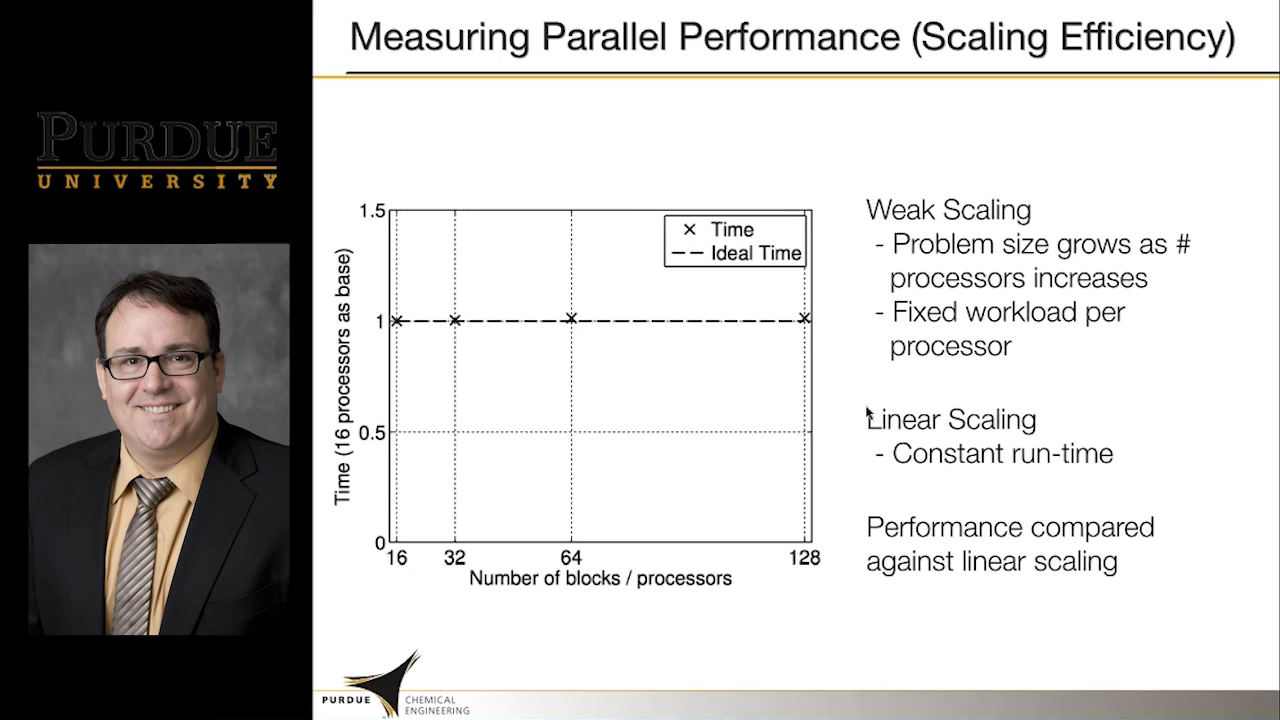 Measuring Parallel Performance (Scaling Efficiency)
PURDUE
UNIVERSITY
1.5
1
0.5
0
Time (16 processors as base)
× Time
Ideal Time
16 32 64 128
Number of blocks / processors
Weak Scaling
- Problem size grows as #
processors increases
- Fixed workload per
processor
Linear Scaling
- Constant run-time
Performance compared
against linear scaling
PURDUE
CHEMICAL
ENGINEERING